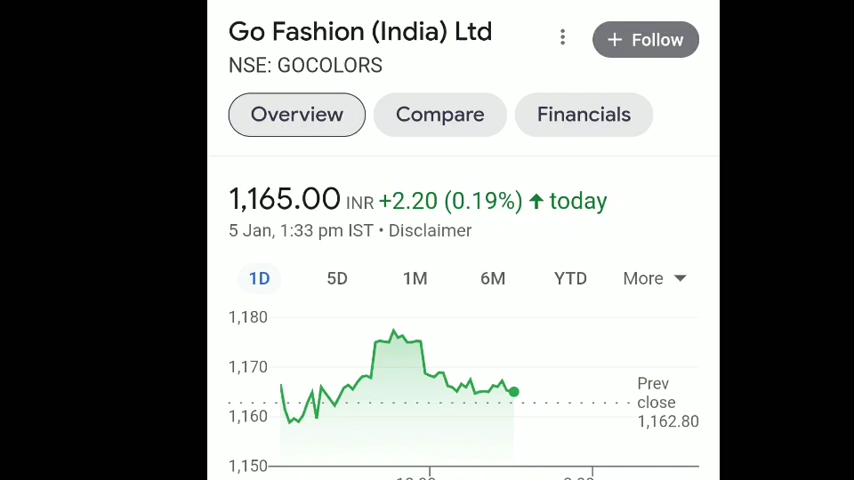 Go Fashion (India) Ltd
+ Follow
NSE: GOCOLORS
Overview
Compare
Financials
1,165.00 INR +2.20 (0.19%) ↑ today
5 Jan, 1:33 pm IST • Disclaimer
1D
5D
1M
6M
YTD
More
1,180
1,170
1,160
1,150
Prev
close
1,162.80